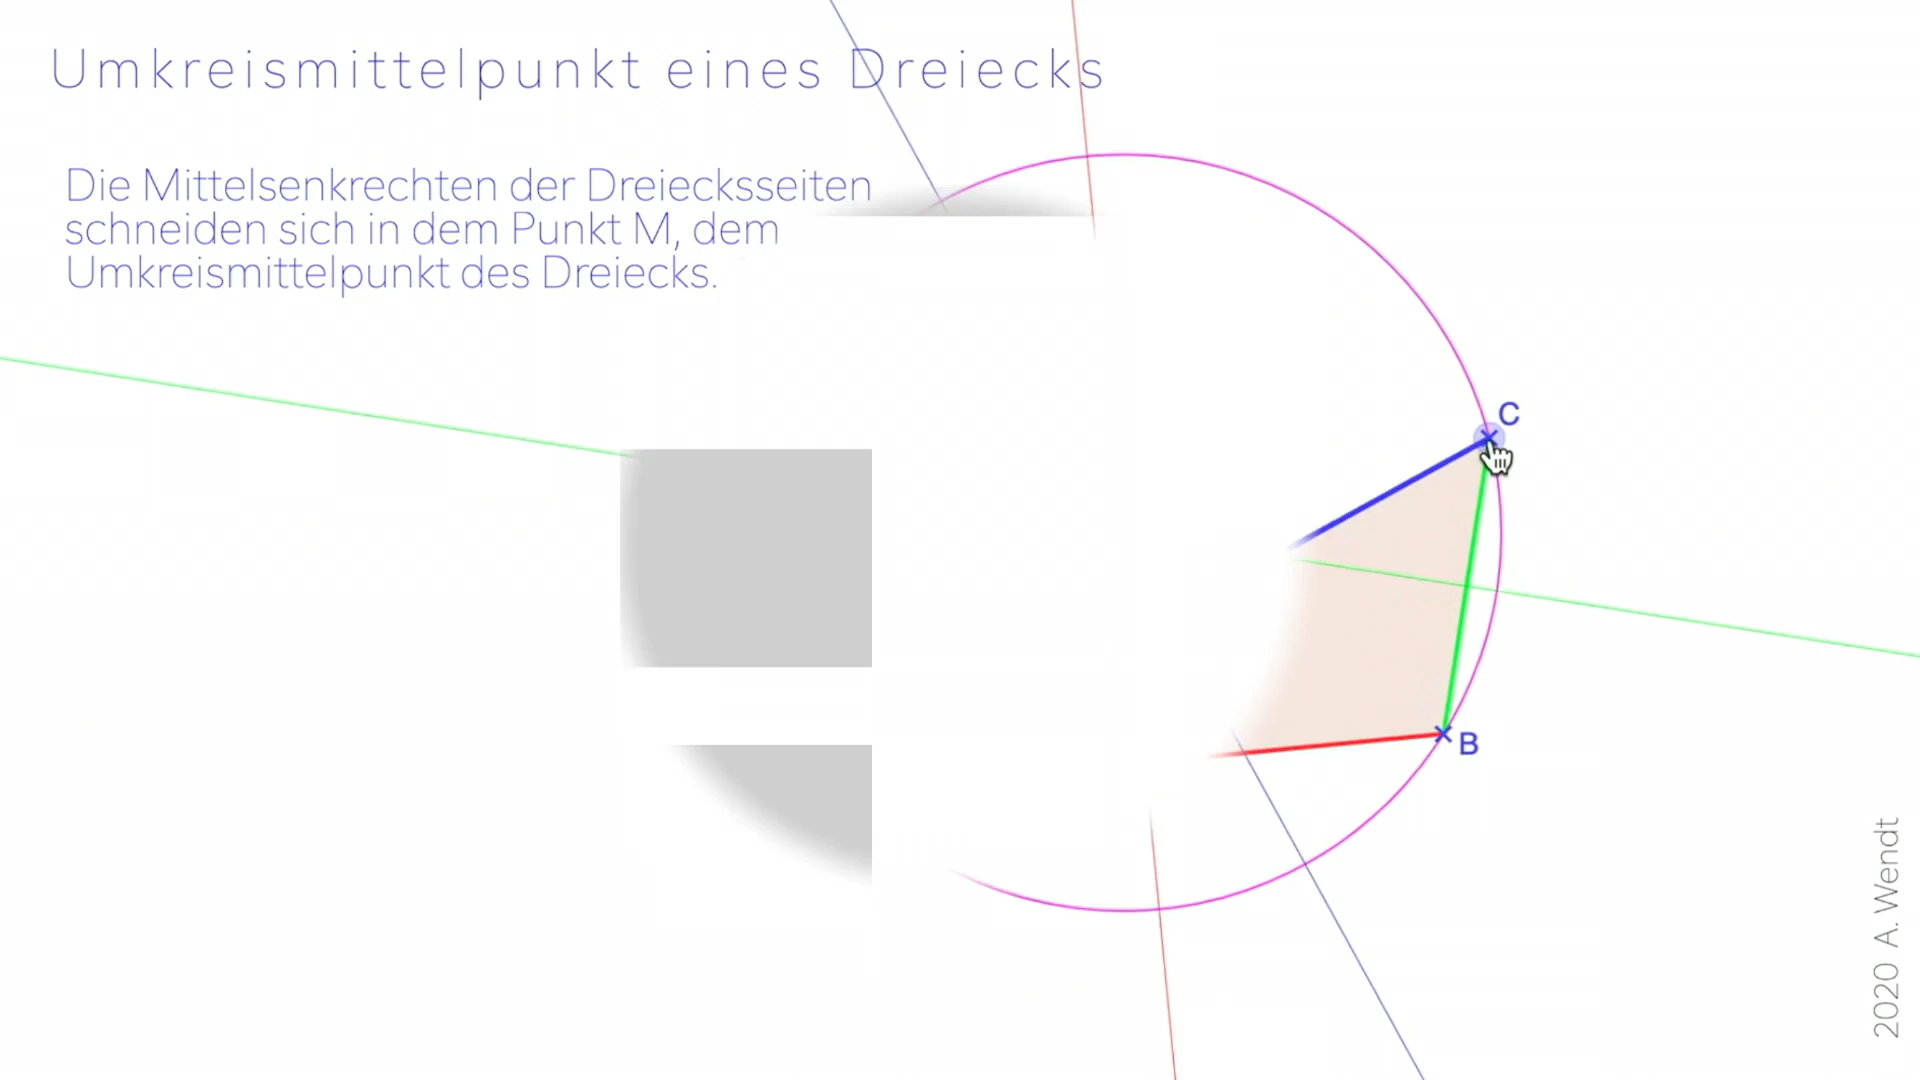 Umkreismittelpunkt eines Dreiecks
Die Mittelsenkrechten der Dreiecksseiten
schneiden sich in dem Punkt M, dem
Umkreismittelpunkt des Dreiecks.
C
B
2020 A. Wendt